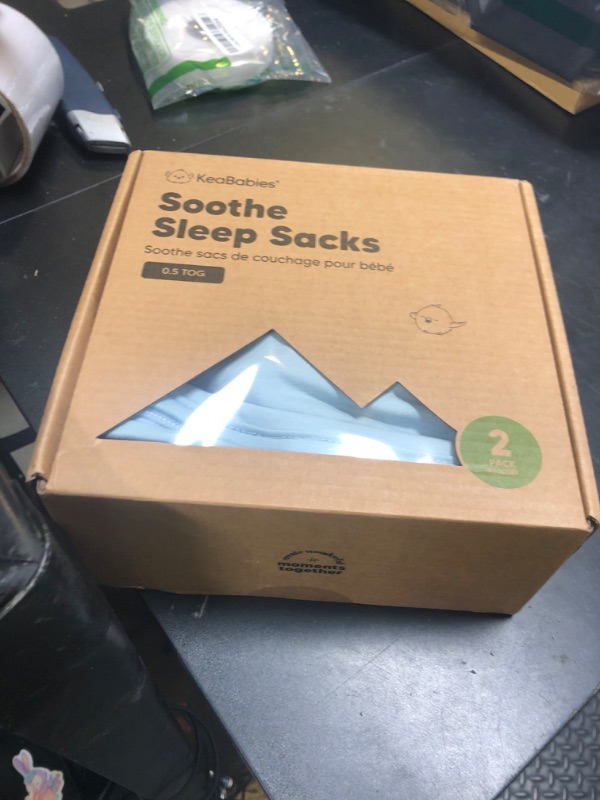 KeaBabies®
Soothe
Sleep Sacks
Soothe sacs de couchage pour bébé
0.5 TOG
2
PACK
moments
together